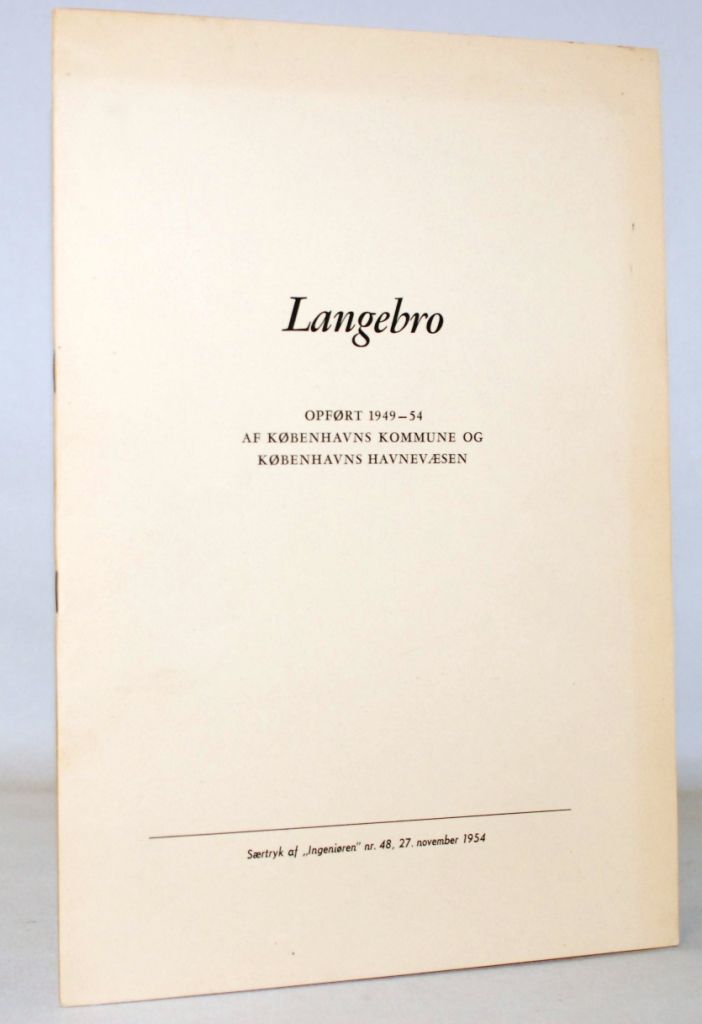 Langebro
OPFØRT 1949–54
AF KØBENHAVNS KOMMUNE OG
KØBENHAVNS HAVNEVÆSEN
Særtryk af „Ingeniøren” nr. 48, 27. november 1954